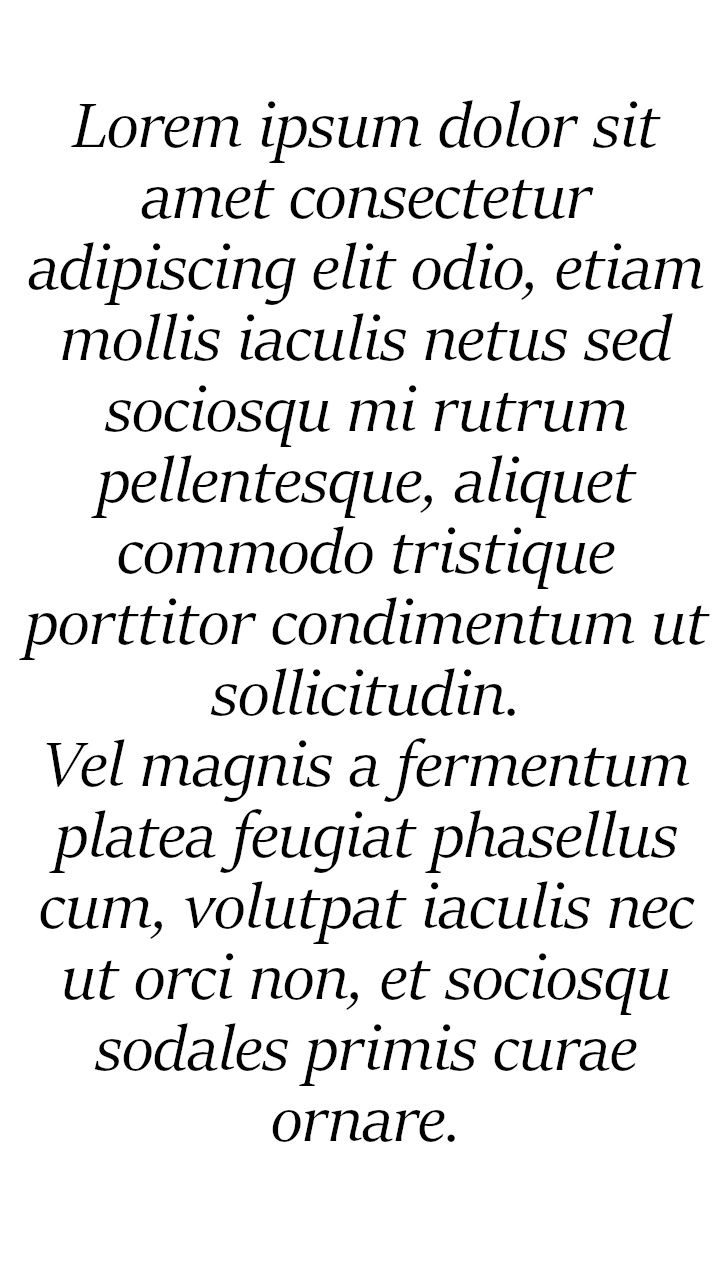 Lorem ipsum dolor sit
amet consectetur
adipiscing elit odio, etiam
mollis iaculis netus sed
sociosqu mi rutrum
pellentesque, aliquet
commodo tristique
porttitor condimentum ut
sollicitudin.
Vel magnis a fermentum
platea feugiat phasellus
cum, volutpat iaculis nec
ut orci non, et sociosqu
sodales primis curae
ornare.